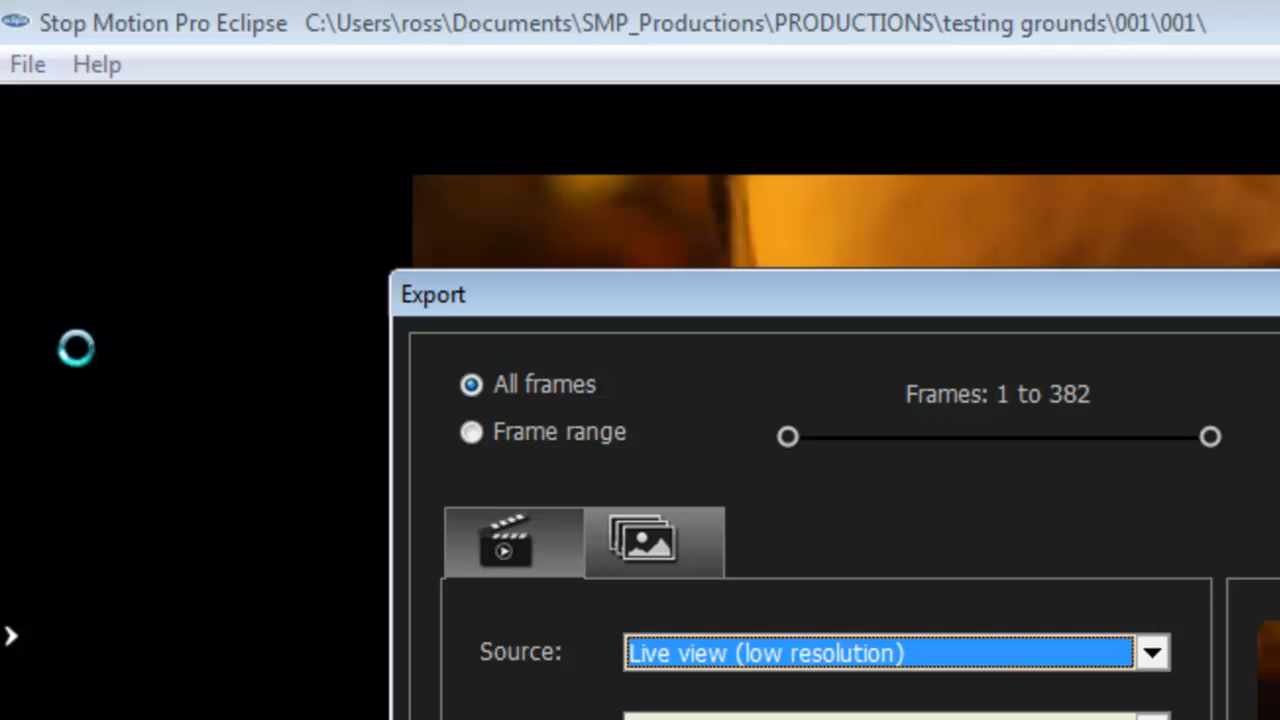 Stop Motion Pro Eclipse C:\Users\ross\Documents\SMP_Productions\PRODUCTIONS\testing grounds\001\001\
File Help
Export
All frames
Frames: 1 to 382
Frame range
Source: Live view (low resolution)